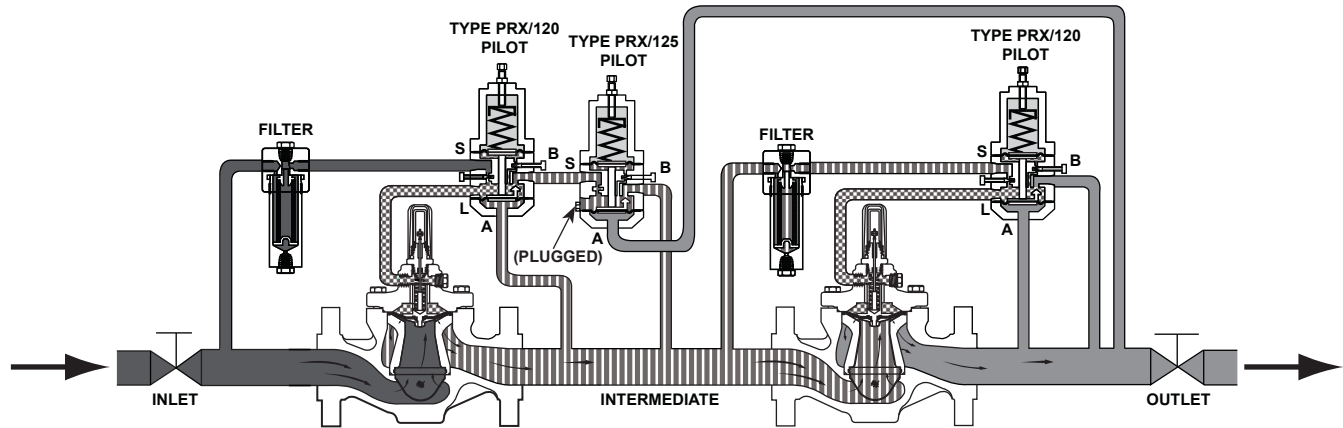 TYPE PRX/120
PILOT
TYPE PRX/125
PILOT
TYPE PRX/120
PILOT
FILTER
S
B
L
A
S
B
A
(PLUGGED)
FILTER
S
B
L
A
INLET
INTERMEDIATE
OUTLET